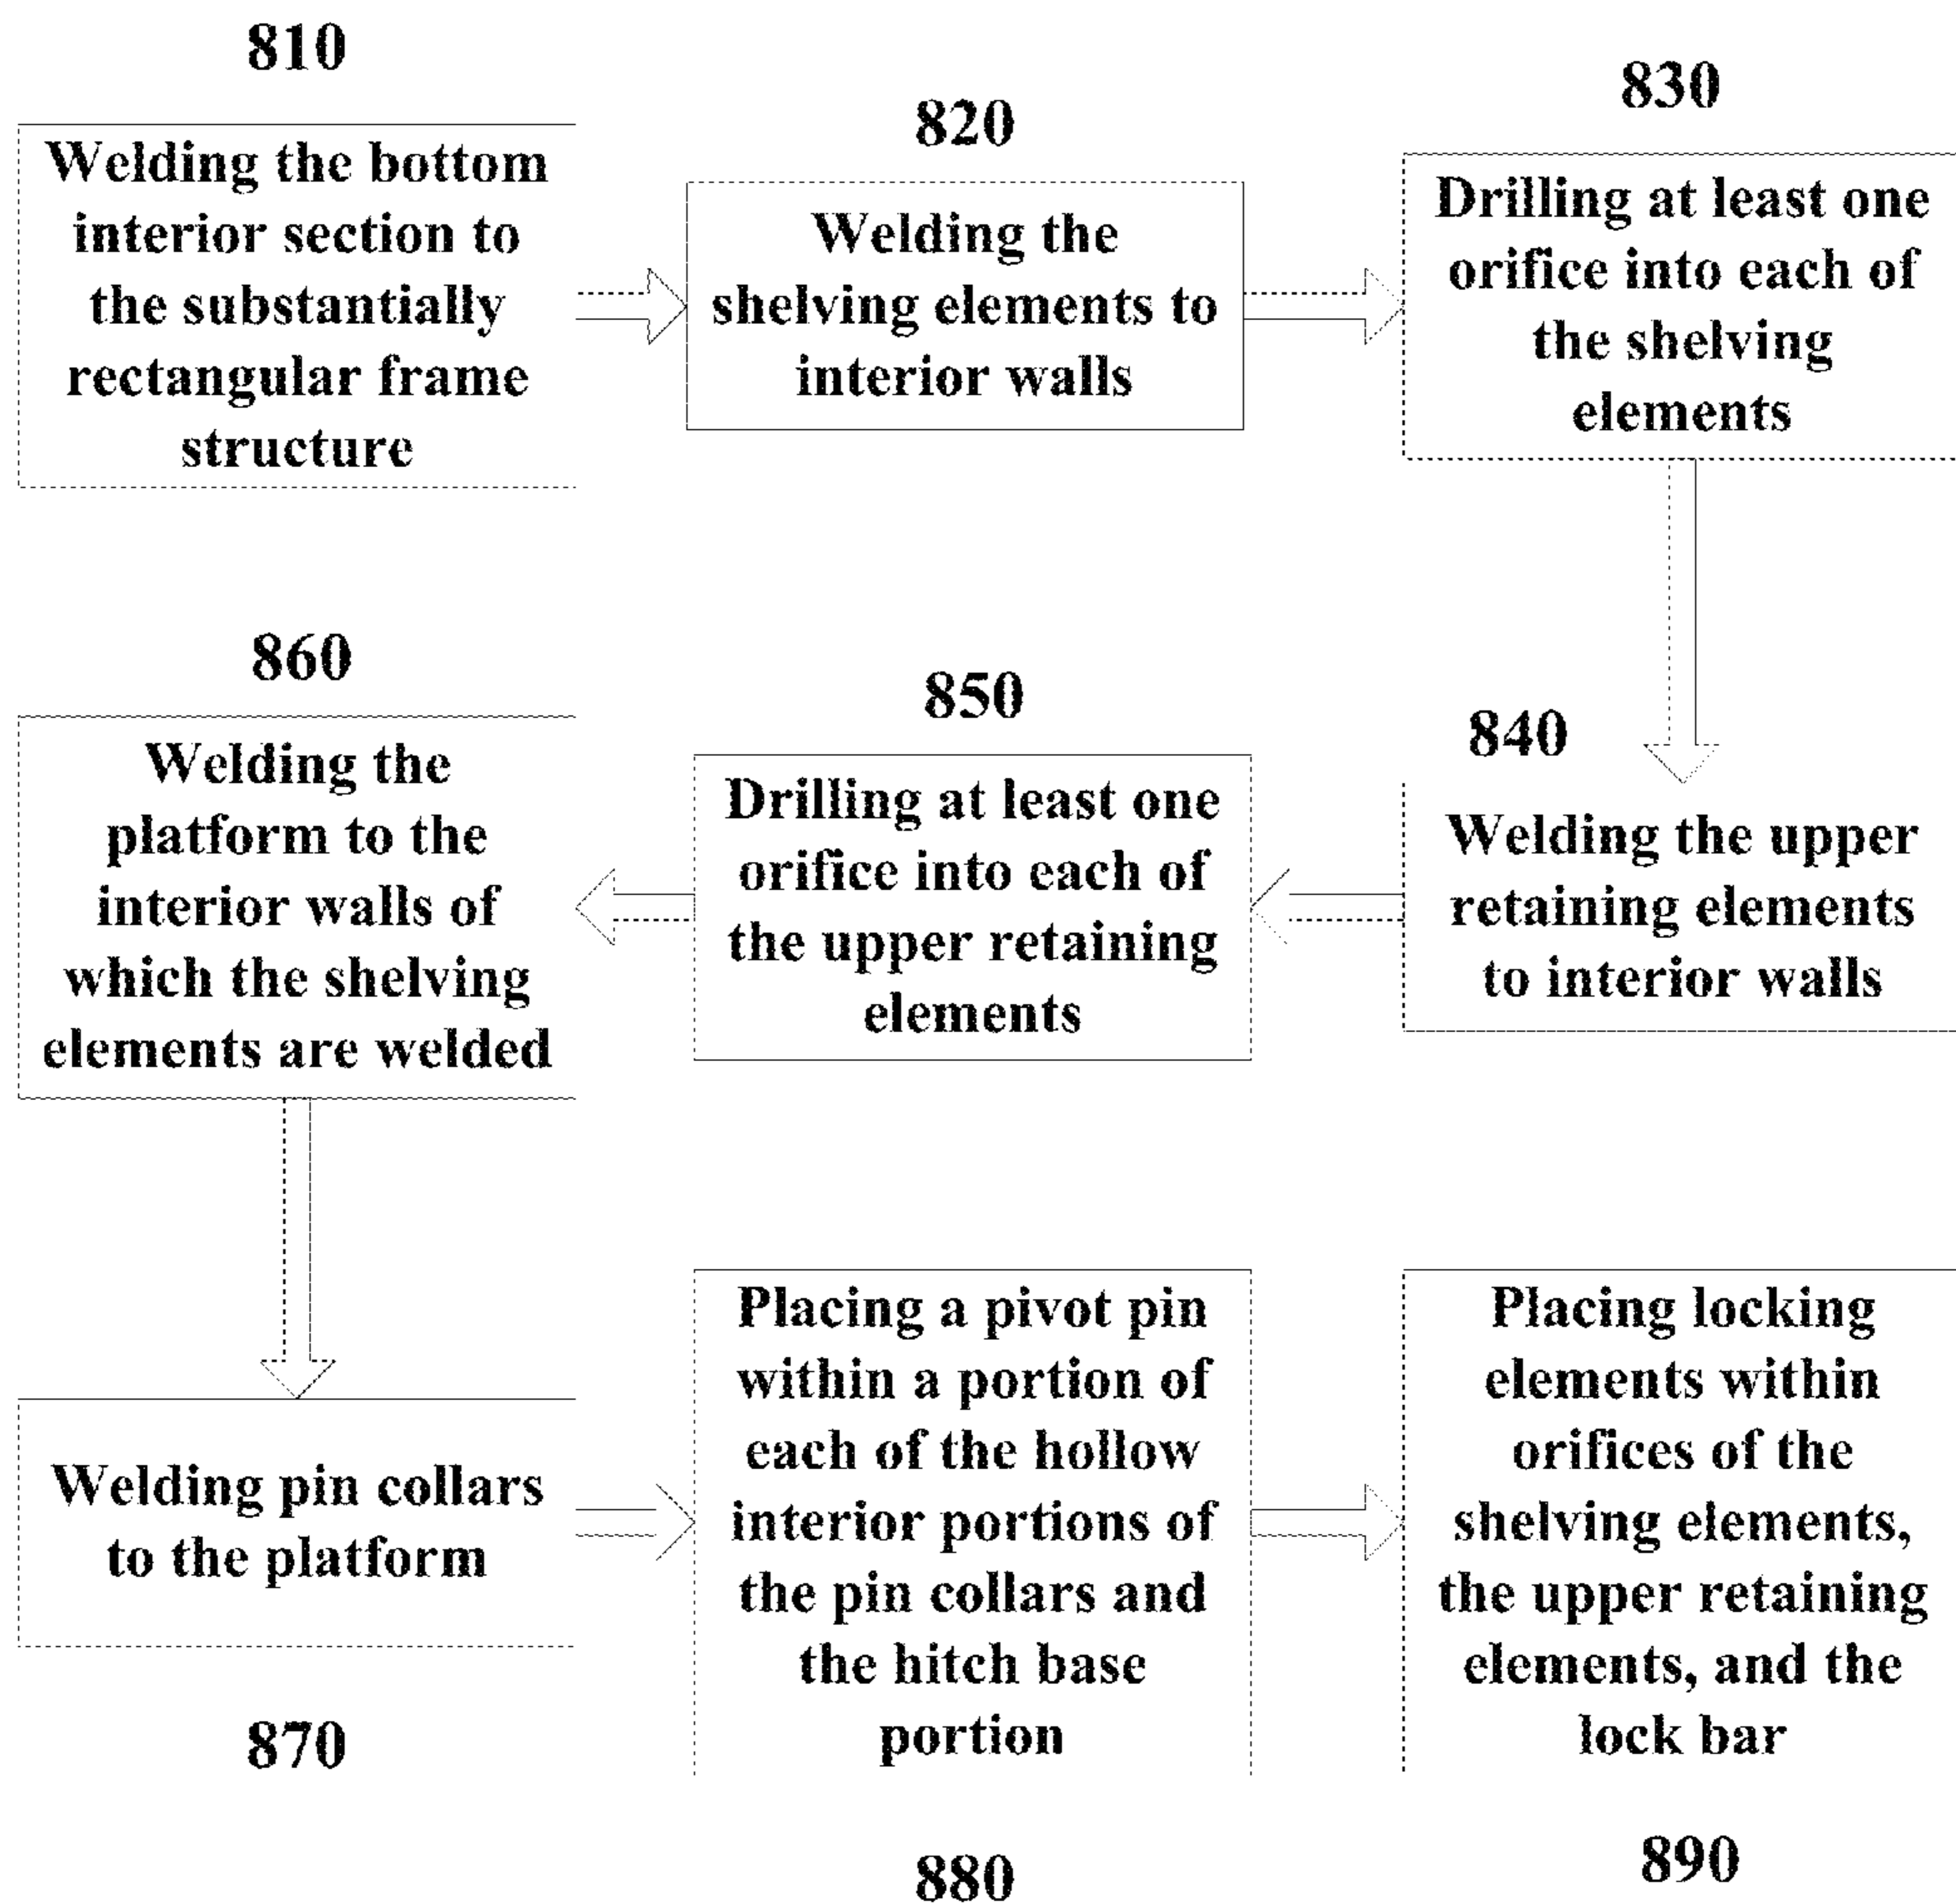 810
Welding the bottom
interior section to
the substantially
rectangular frame
structure
820
Welding the
shelving elements to
interior walls
830
Drilling at least one
orifice into each of
the shelving
elements
840
Welding the upper
retaining elements
to interior walls
850
Drilling at least one
orifice into each of
the upper retaining
elements
860
Welding the
platform to the
interior walls of
which the shelving
elements are welded
Welding pin collars
to the platform
870
Placing a pivot pin
within a portion of
each of the hollow
interior portions of
the pin collars and
the hitch base
portion
880
Placing locking
elements within
orifices of the
shelving elements,
the upper retaining
elements, and the
lock bar
890